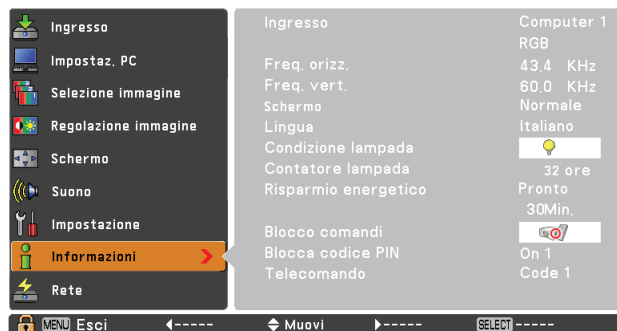 Ingresso
Impostaz. PC
Selezione immagine
Regolazione immagine
Schermo
Suono
Impostazione
Informazioni
Rete
Ingresso Computer 1
RGB
Freq. orizz. 43,4 KHz
Freq. vert. 60,0 KHz
Schermo Normale
Lingua Italiano
Condizione lampada
Contatore lampada 32 ore
Risparmio energetico Pronto
30Min.
Blocco comandi
Blocca codice PIN On 1
Telecomando Code 1
MENU Esci ----- Muovi ----- SELECT -----